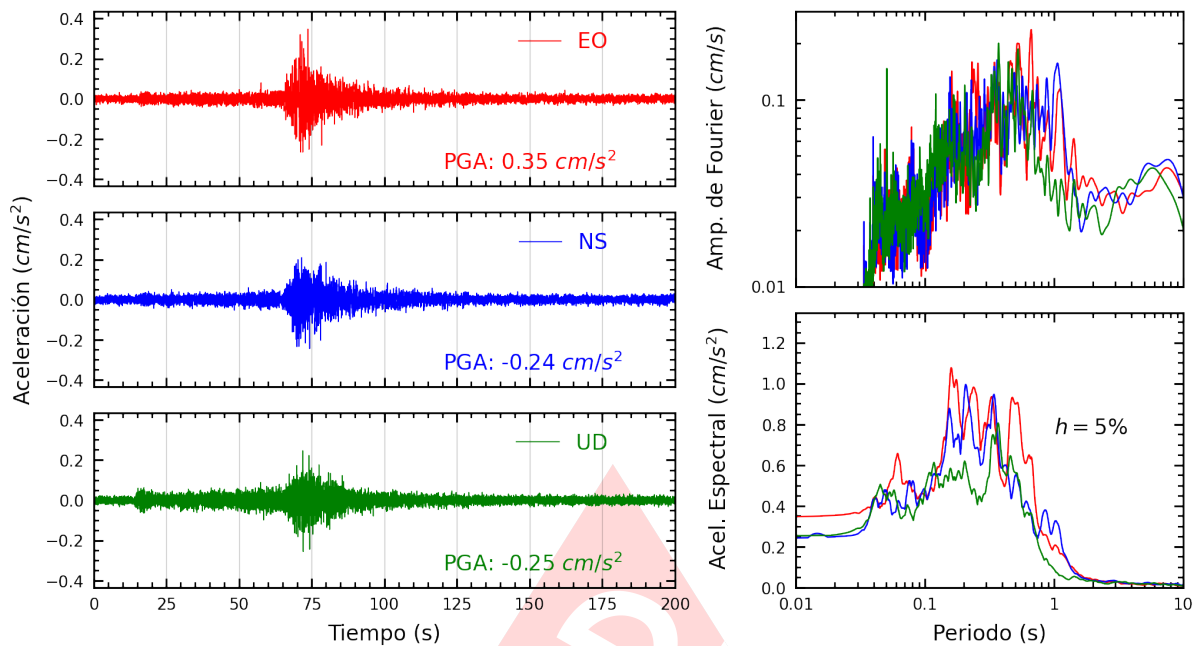 Aceleración (cm/s²)
0.4
0.2
0.0
−0.2
−0.4
EO
PGA: 0.35 cm/s²
0.4
0.2
0.0
−0.2
−0.4
NS
PGA: -0.24 cm/s²
0.4
0.2
0.0
−0.2
−0.4
UD
PGA: -0.25 cm/s²
0 25 50 75 100 125 150 175 200
Tiempo (s)
Amp. de Fourier (cm/s)
0.1
0.01
Acel. Espectral (cm/s²)
1.2
1.0
0.8
0.6
0.4
0.2
0.0
h = 5%
0.01 0.1 1 10
Periodo (s)